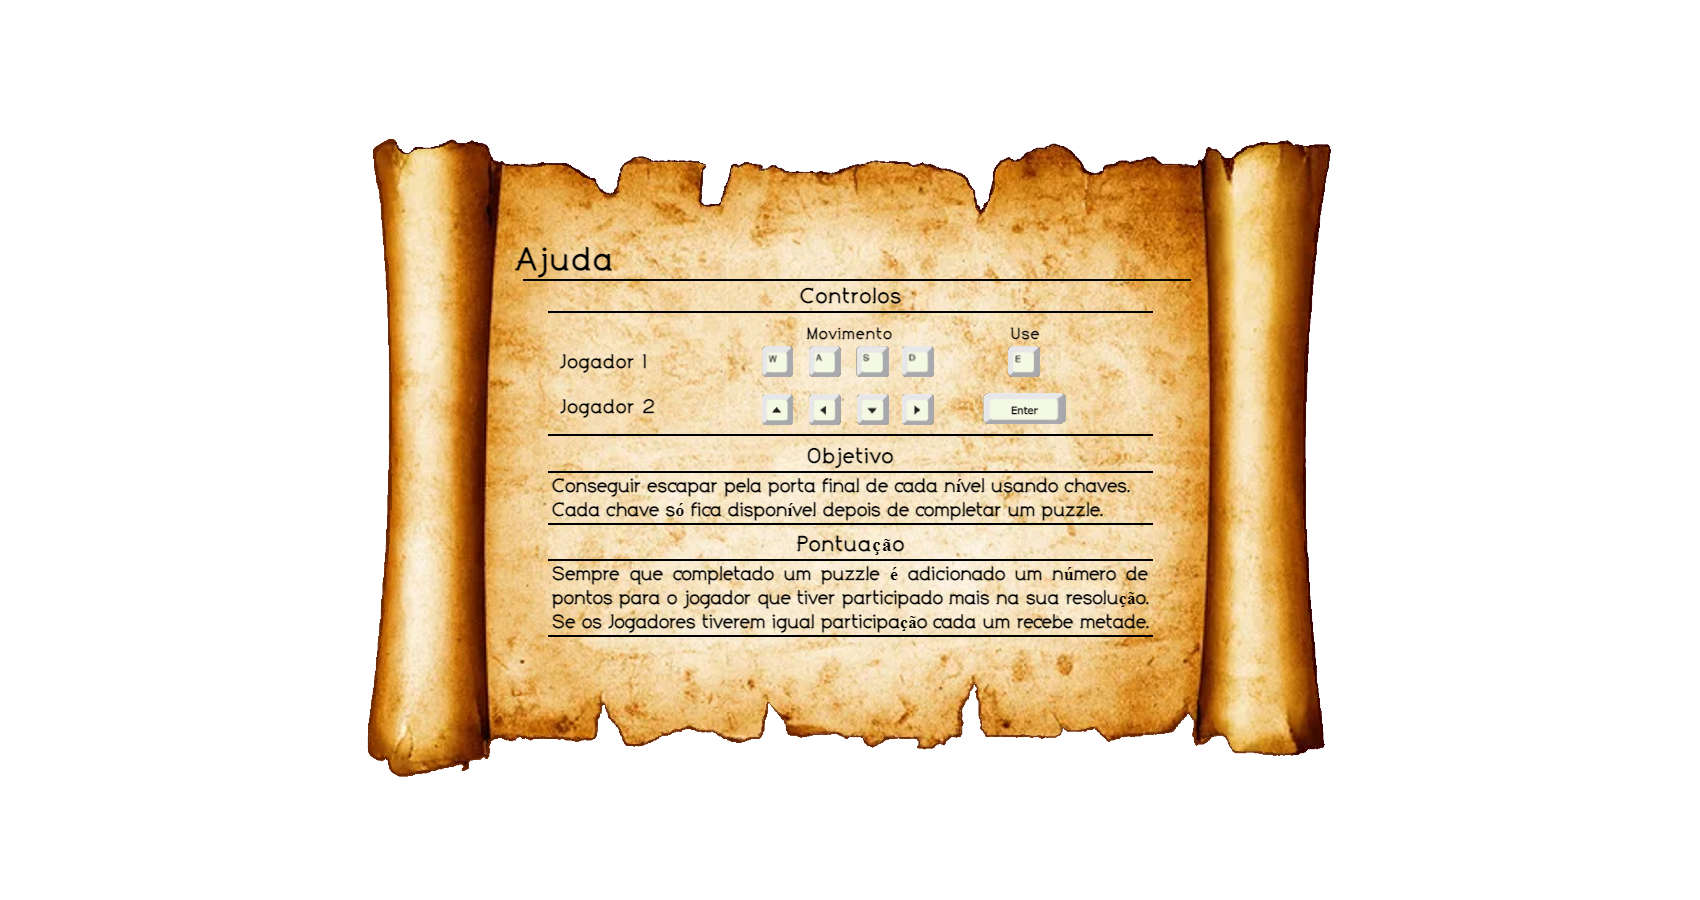 Ajuda
Controlos
Movimento Use
Jogador 1 W A S D E
Jogador 2 ▲ ◀ ▼ ▶ Enter
Objetivo
Conseguir escapar pela porta final de cada nível usando chaves.
Cada chave só fica disponível depois de completar um puzzle.
Pontuação
Sempre que completado um puzzle é adicionado um número de
pontos para o jogador que tiver participado mais na sua resolução.
Se os Jogadores tiverem igual participação cada um recebe metade.